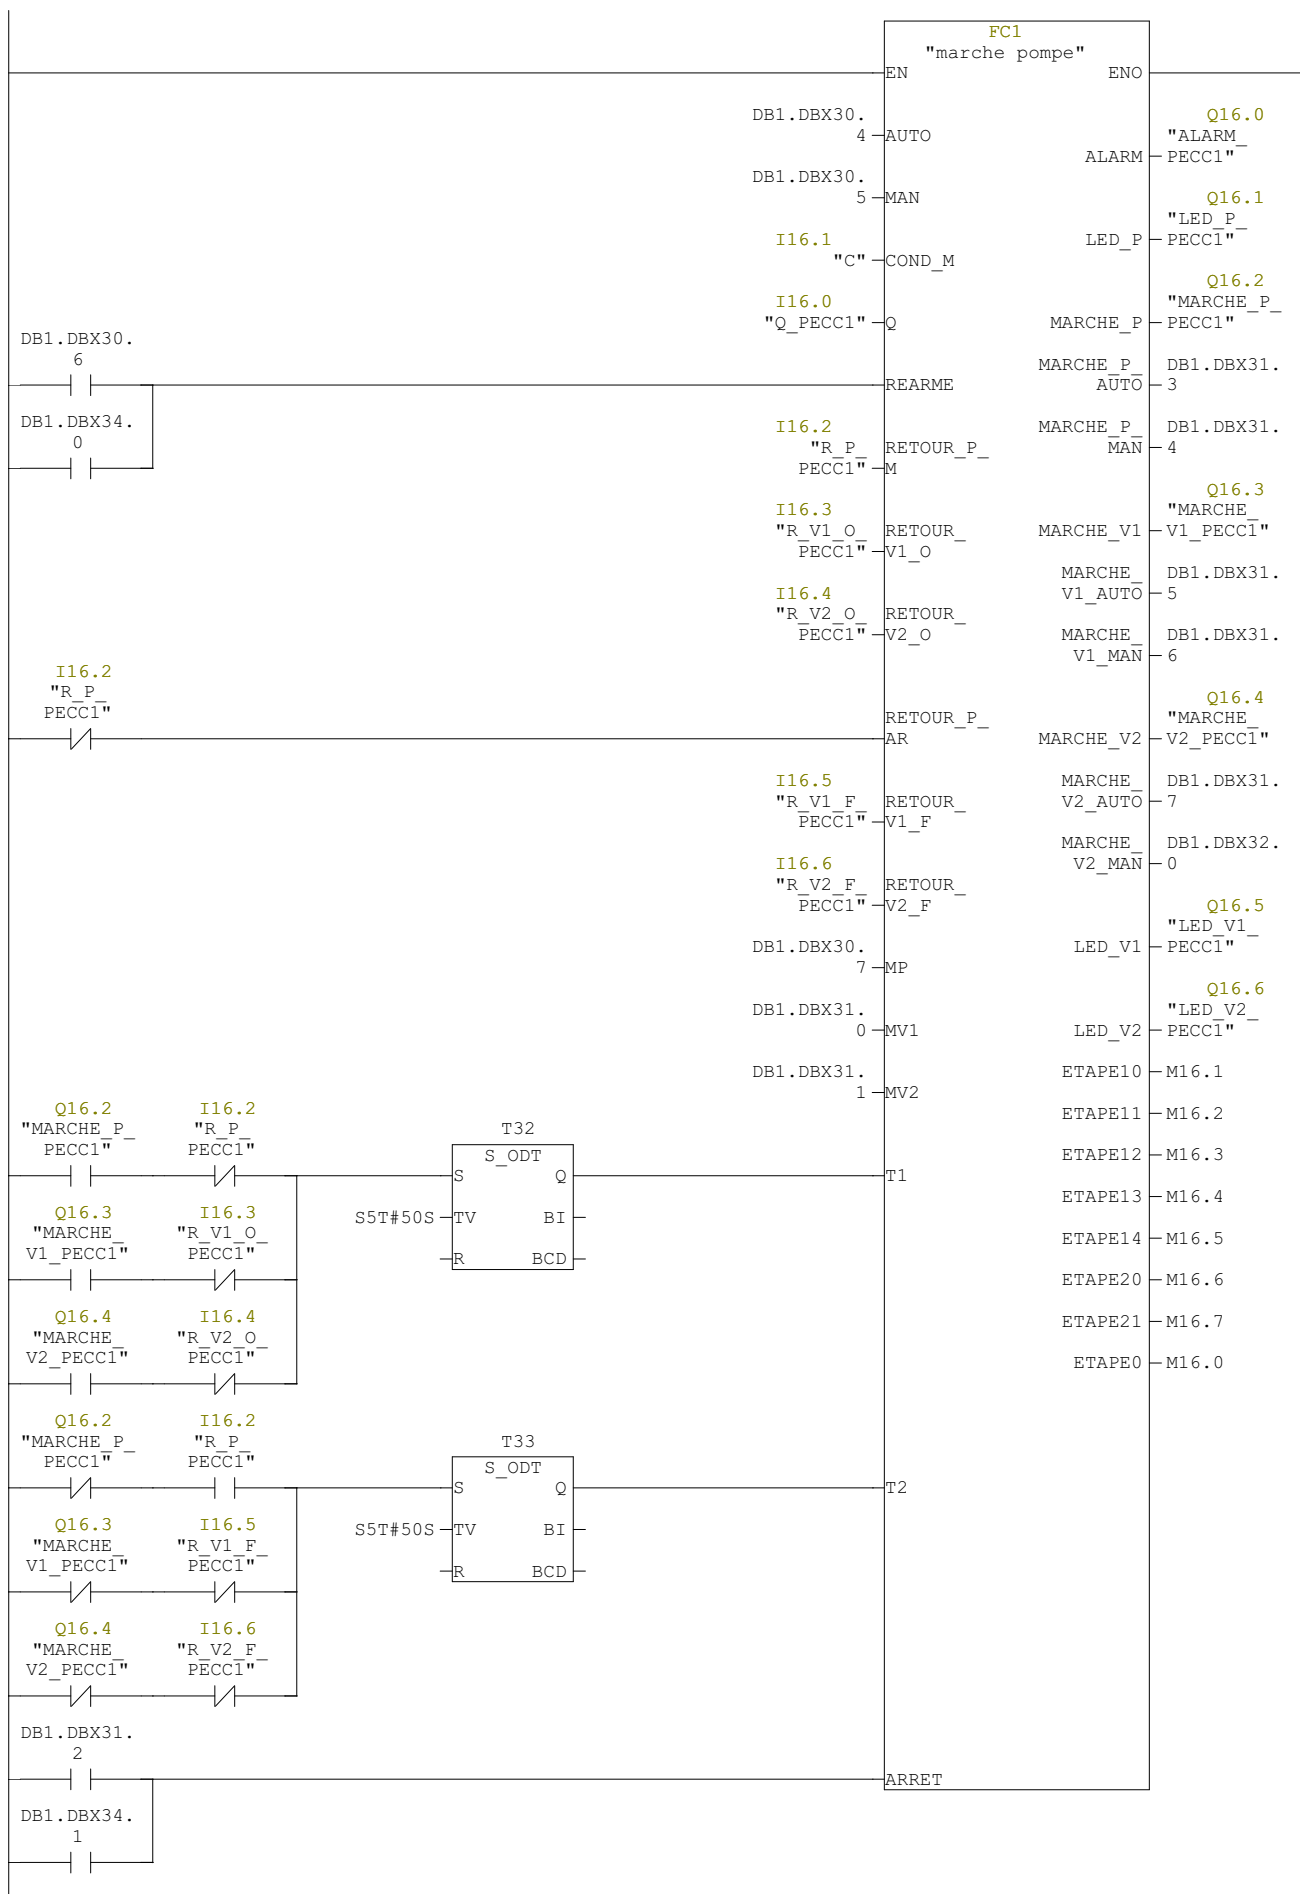 FC1
"marche pompe"
EN
ENO
DB1.DBX30.
4
AUTO
Q16.0
"ALARM_
ALARM
PECC1"
DB1.DBX30.
5
MAN
Q16.1
"LED_P_
LED_P
PECC1"
I16.1
"C"
COND_M
Q16.2
"MARCHE_P_
MARCHE_P
PECC1"
I16.0
"Q_PECC1"
Q
DB1.DBX30.
6
REARME
MARCHE_P_
AUTO
DB1.DBX31.
3
DB1.DBX34.
0
I16.2
"R_P_
PECC1"
RETOUR_P_
M
MARCHE_P_
MAN
DB1.DBX31.
4
I16.3
"R_V1_O_
PECC1"
RETOUR_
V1_O
Q16.3
"MARCHE_
MARCHE_V1
V1_PECC1"
I16.4
"R_V2_O_
PECC1"
RETOUR_
V2_O
MARCHE_
V1_AUTO
DB1.DBX31.
5
MARCHE_
V1_MAN
DB1.DBX31.
6
I16.2
"R_P_
PECC1"
RETOUR_P_
AR
Q16.4
"MARCHE_
MARCHE_V2
V2_PECC1"
I16.5
"R_V1_F_
PECC1"
RETOUR_
V1_F
MARCHE_
V2_AUTO
DB1.DBX31.
7
I16.6
"R_V2_F_
PECC1"
RETOUR_
V2_F
MARCHE_
V2_MAN
DB1.DBX32.
0
DB1.DBX30.
7
MP
Q16.5
"LED_V1_
LED_V1
PECC1"
DB1.DBX31.
0
MV1
Q16.6
"LED_V2_
LED_V2
PECC1"
DB1.DBX31.
1
MV2
ETAPE10
M16.1
ETAPE11
M16.2
ETAPE12
M16.3
ETAPE13
M16.4
ETAPE14
M16.5
ETAPE20
M16.6
ETAPE21
M16.7
ETAPE0
M16.0
Q16.2
"MARCHE_P_
PECC1"
I16.2
"R_P_
PECC1"
T32
S_ODT
S
Q
T1
Q16.3
"MARCHE_
V1_PECC1"
I16.3
"R_V1_O_
PECC1"
S5T#50S
TV
BI
R
BCD
Q16.4
"MARCHE_
V2_PECC1"
I16.4
"R_V2_O_
PECC1"
Q16.2
"MARCHE_P_
PECC1"
I16.2
"R_P_
PECC1"
T33
S_ODT
S
Q
T2
Q16.3
"MARCHE_
V1_PECC1"
I16.5
"R_V1_F_
PECC1"
S5T#50S
TV
BI
R
BCD
Q16.4
"MARCHE_
V2_PECC1"
I16.6
"R_V2_F_
PECC1"
DB1.DBX31.
2
ARRET
DB1.DBX34.
1